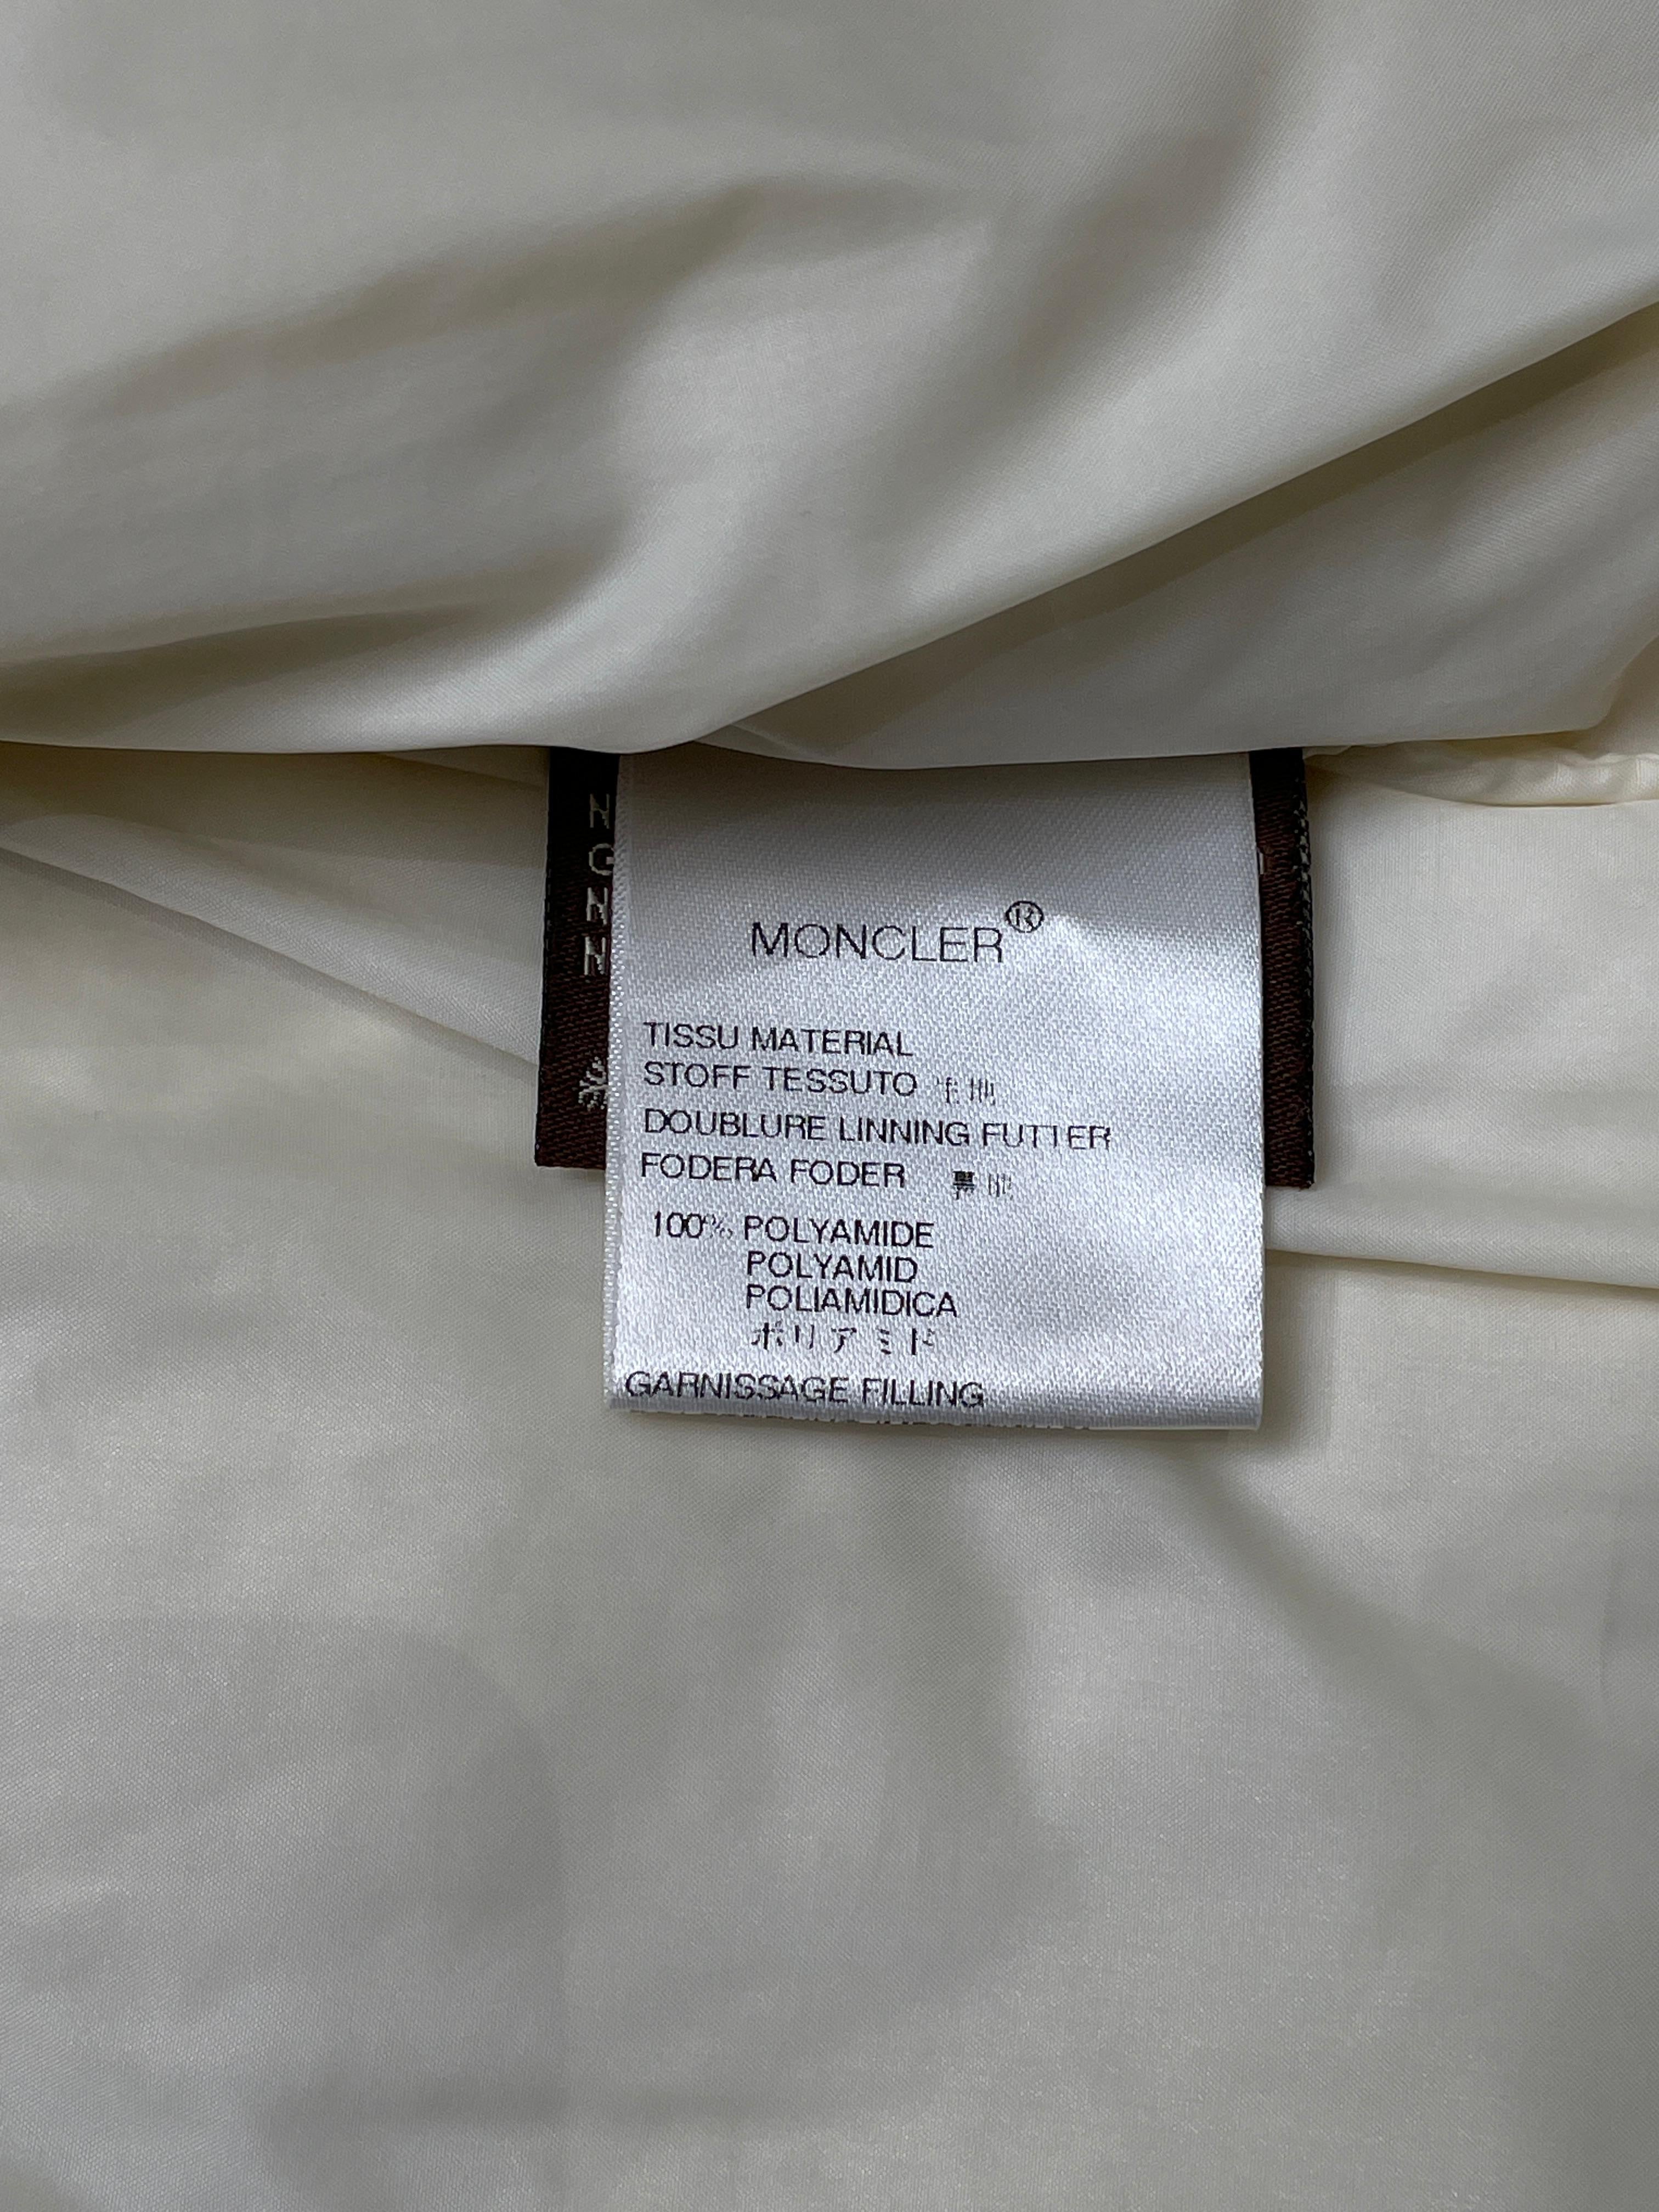 MONCLER®
TISSU MATERIAL
STOFF TESSUTO
DOUBLURE LINNING FUTTER
FODERA FODER
100% POLYAMIDE
POLYAMID
POLIAMIDICA
ポリアミド
GARNISSAGE FILLING
N
G
N
N